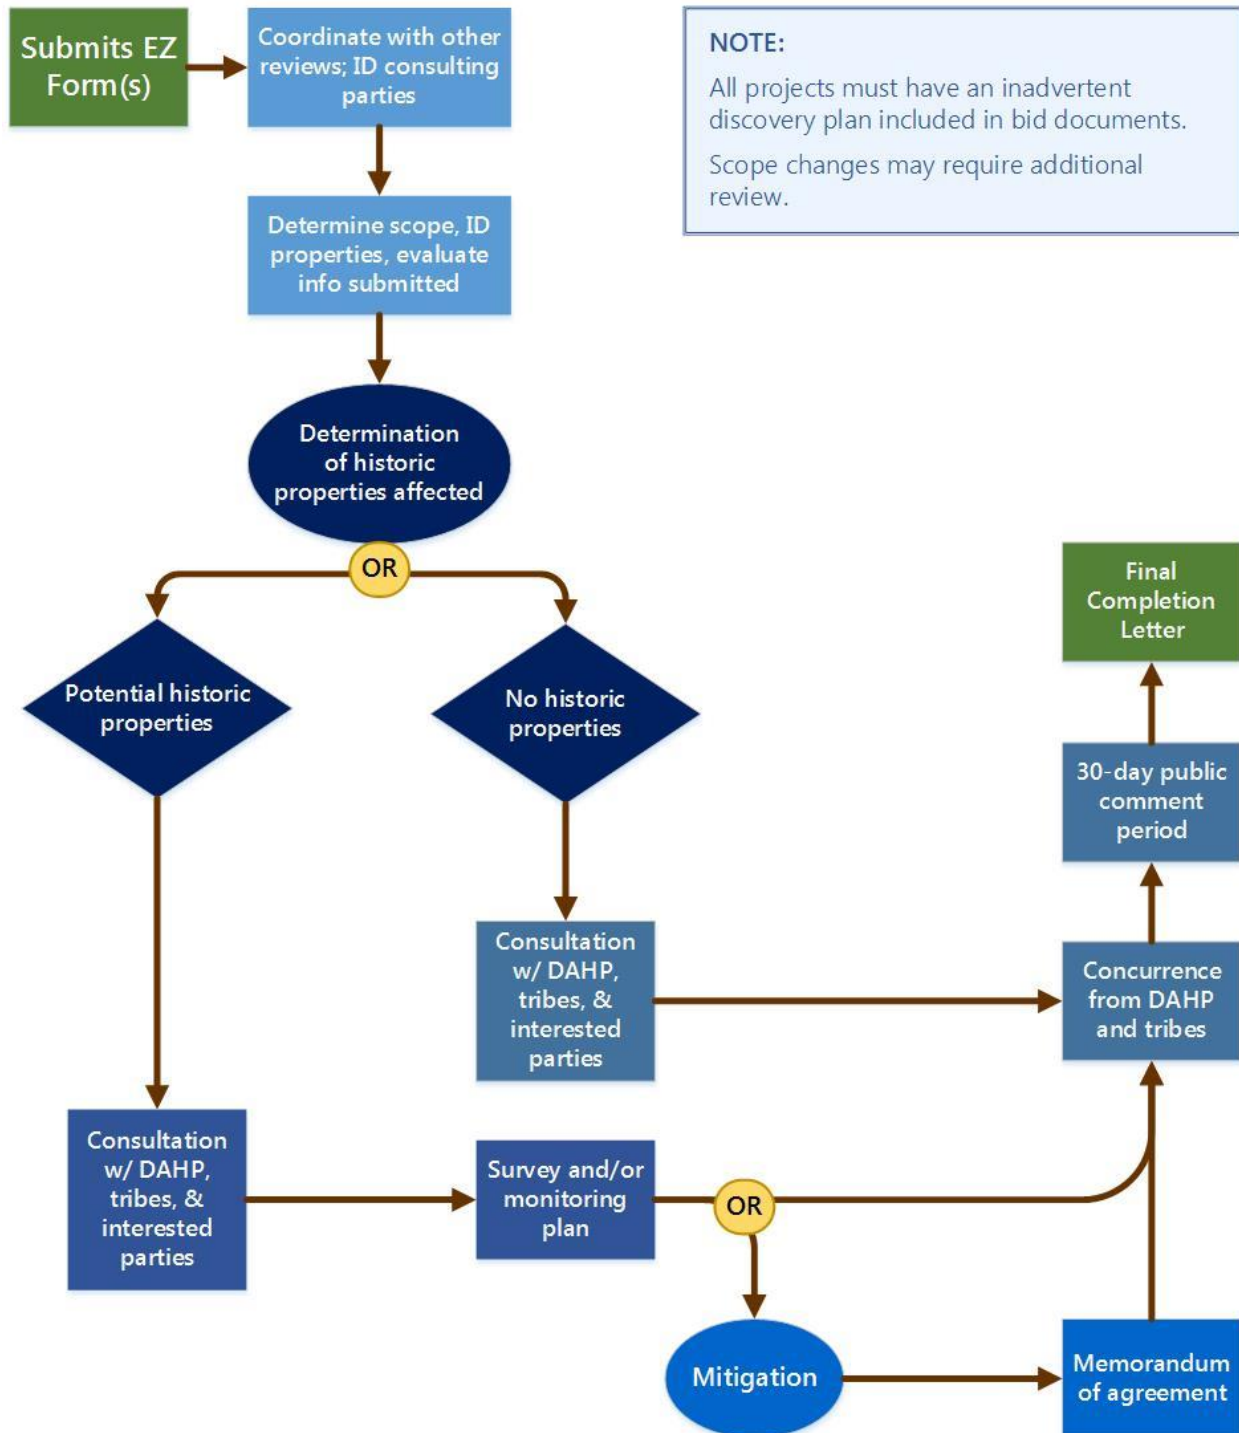 Submits EZ
Form(s)
Coordinate with other
reviews; ID consulting
parties
NOTE:
All projects must have an inadvertent
discovery plan included in bid documents.
Scope changes may require additional
review.
Determine scope, ID
properties, evaluate
info submitted
Determination
of historic
properties affected
OR
Potential historic
properties
No historic
properties
Final
Completion
Letter
30-day public
comment
period
Consultation
w/ DAHP,
tribes, &
interested
parties
Concurrence
from DAHP
and tribes
Consultation
w/ DAHP,
tribes, &
interested
parties
Survey and/or
monitoring
plan
OR
Mitigation
Memorandum
of agreement